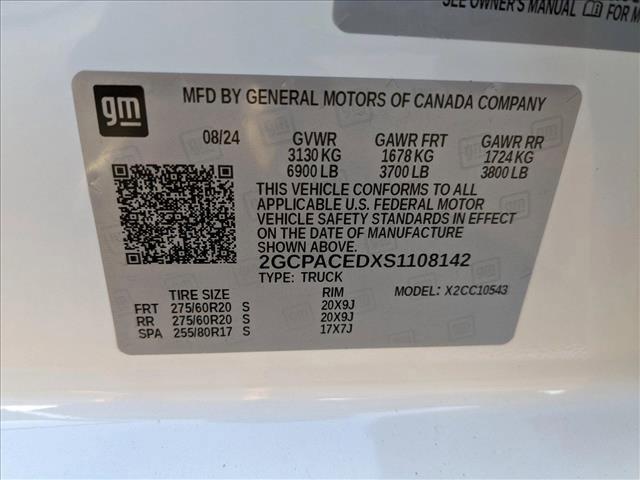 SEE OWNER'S MANUAL FOR M
gm
MFD BY GENERAL MOTORS OF CANADA COMPANY
08/24 GVWR GAWR FRT GAWR RR
3130 KG 1678 KG 1724 KG
6900 LB 3700 LB 3800 LB
THIS VEHICLE CONFORMS TO ALL
APPLICABLE U.S. FEDERAL MOTOR
VEHICLE SAFETY STANDARDS IN EFFECT
ON THE DATE OF MANUFACTURE
SHOWN ABOVE.
2GCPACEDXS1108142
TYPE: TRUCK MODEL: X2CC10543
TIRE SIZE RIM
FRT 275/60R20 S 20X9J
RR 275/60R20 S 20X9J
SPA 255/80R17 S 17X7J